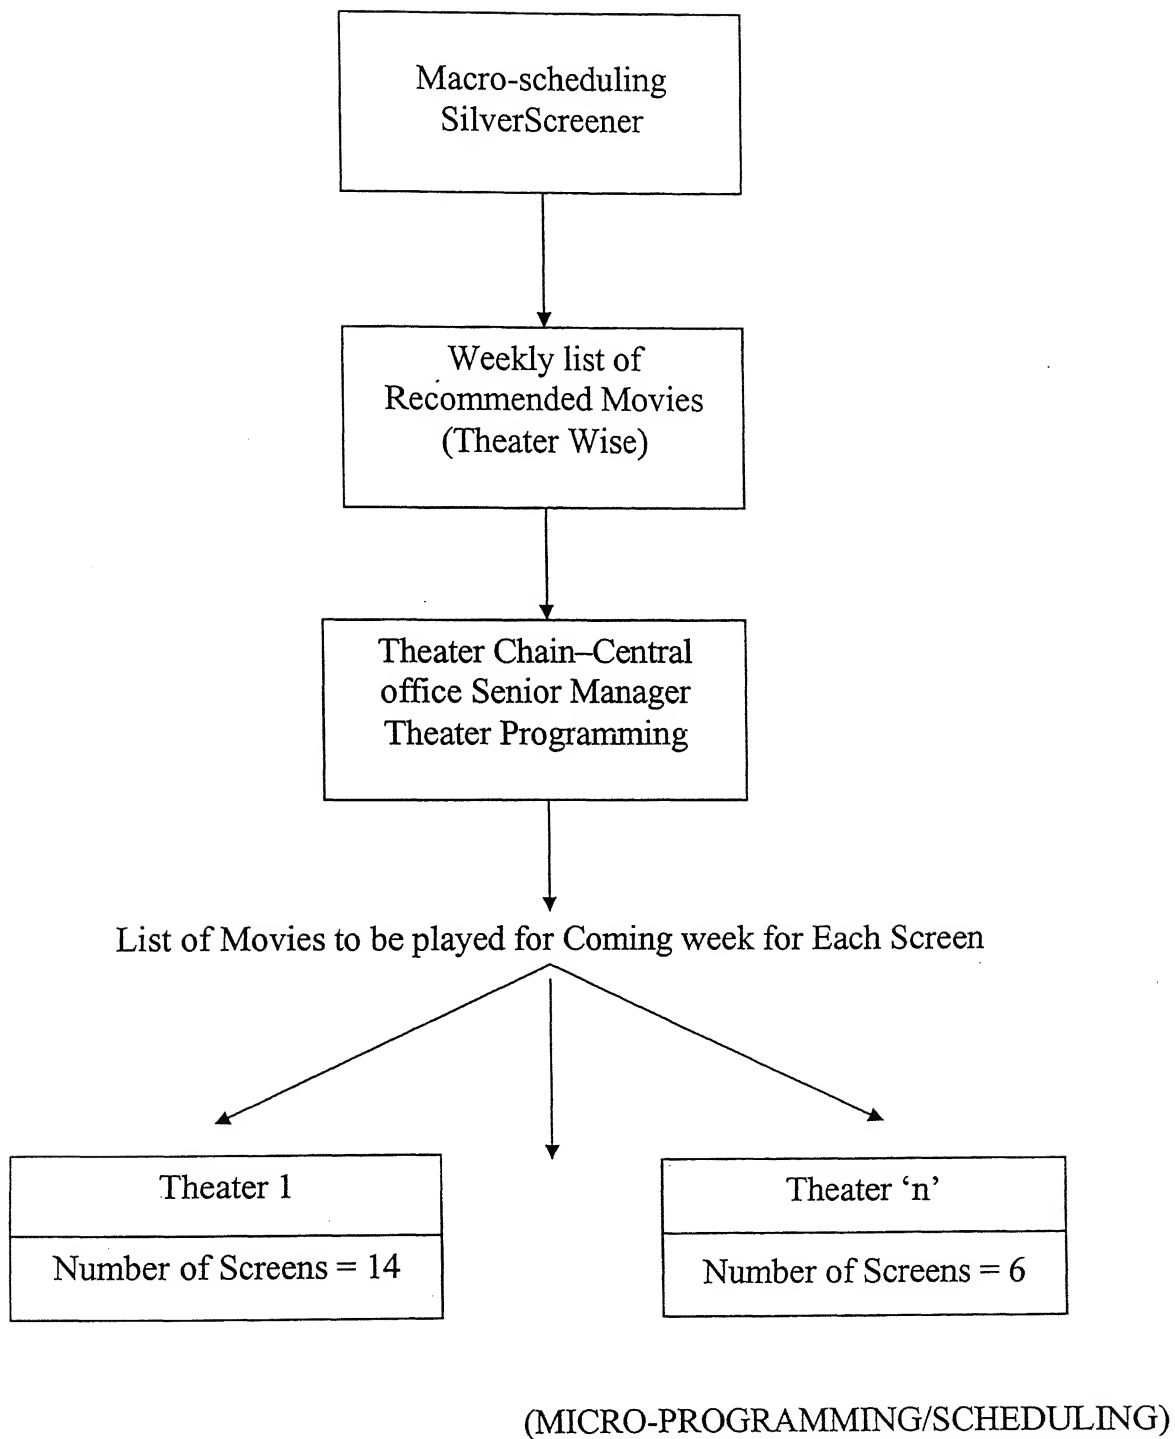 Macro-scheduling
SilverScreener
Weekly list of
Recommended Movies
(Theater Wise)
Theater Chain–Central
office Senior Manager
Theater Programming
List of Movies to be played for Coming week for Each Screen
Theater 1
Number of Screens = 14
Theater ‘n’
Number of Screens = 6
(MICRO-PROGRAMMING/SCHEDULING)